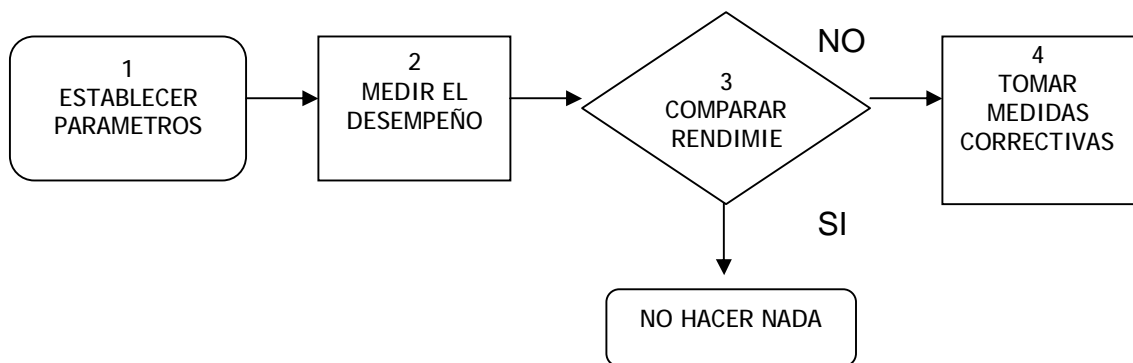 1
ESTABLECER
PARAMETROS
2
MEDIR EL
DESEMPEÑO
3
COMPARAR
RENDIMIE
NO
4
TOMAR
MEDIDAS
CORRECTIVAS
SI
NO HACER NADA